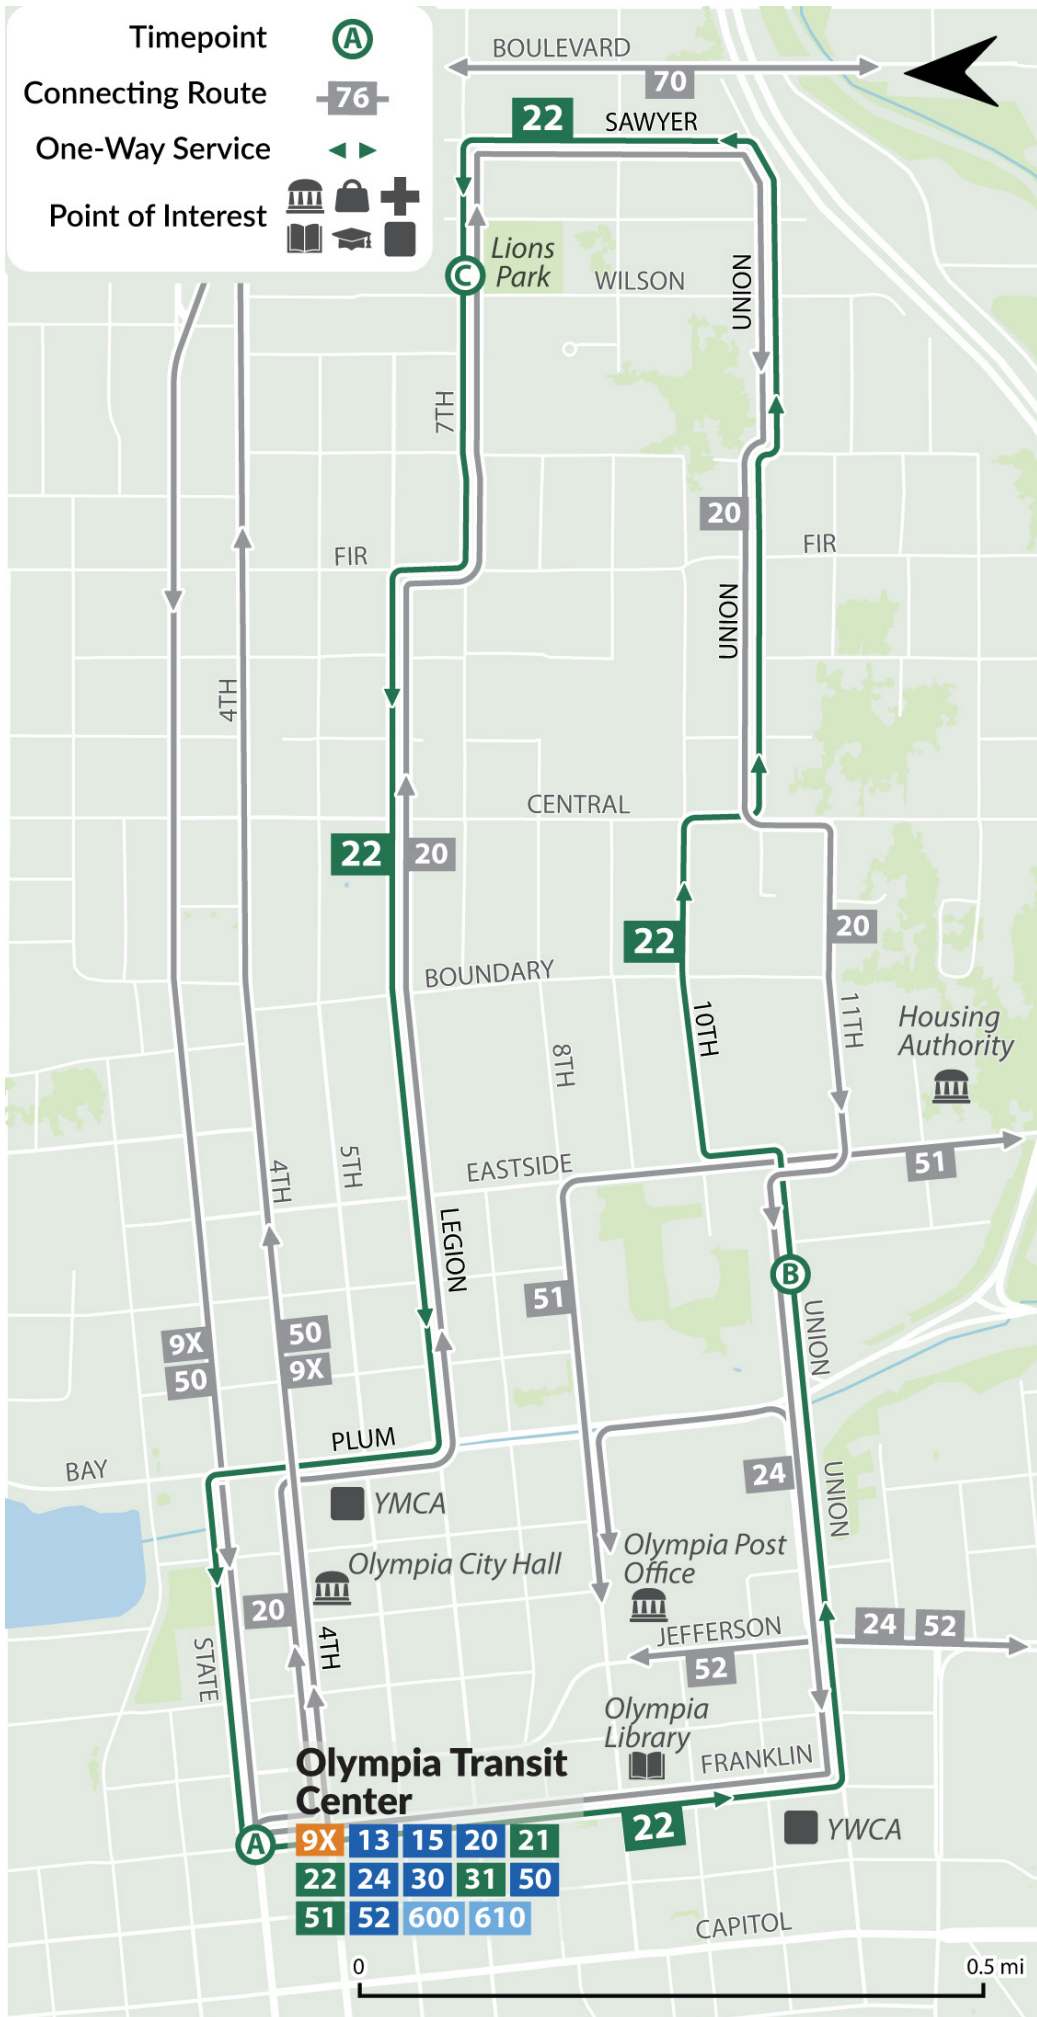 Timepoint
A
Connecting Route
76
One-Way Service
Point of Interest
BOULEVARD
70
22
SAWYER
Lions
Park
C
WILSON
UNION
7TH
20
FIR
FIR
UNION
4TH
CENTRAL
22
20
22
20
BOUNDARY
10TH
11TH
Housing
Authority
8TH
5TH
4TH
EASTSIDE
51
LEGION
B
51
UNION
9X
50
50
9X
PLUM
BAY
24
UNION
YMCA
Olympia City Hall
Olympia Post
Office
20
4TH
STATE
JEFFERSON
24
52
52
Olympia
Library
FRANKLIN
Olympia Transit
Center
A
9X 13 15 20 21
22 24 30 31 50
51 52 600 610
22
YWCA
CAPITOL
0
0.5 mi